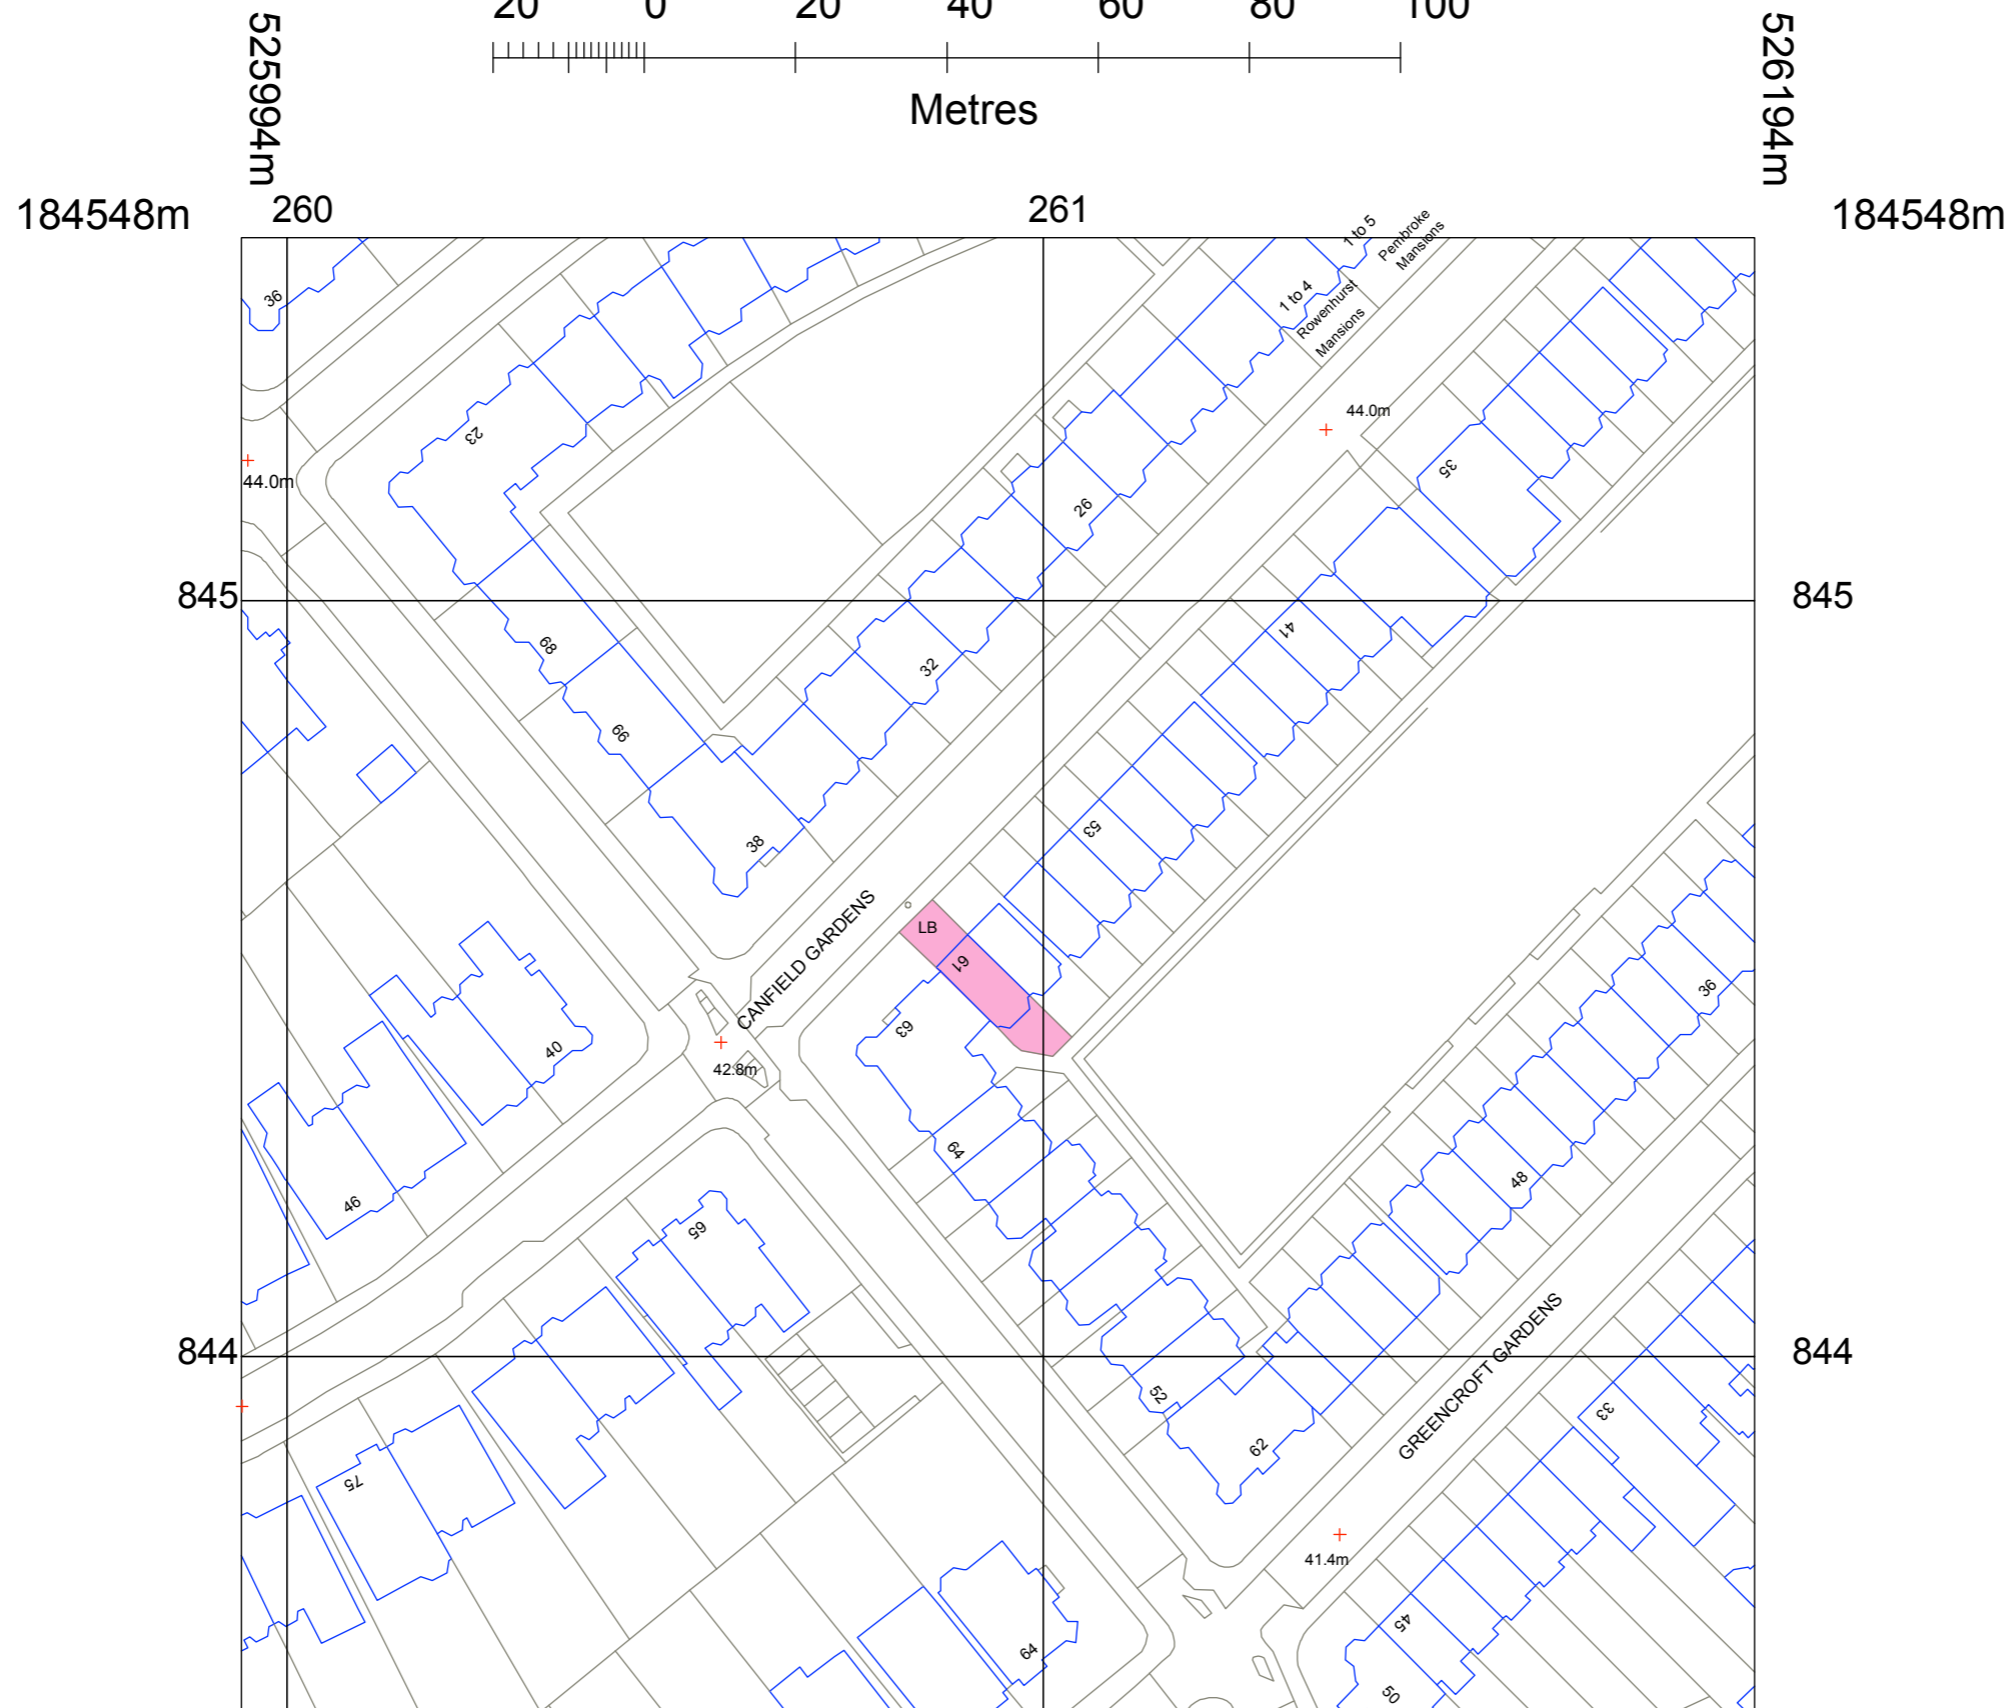 20 0 20 40 60 80 100
Metres
525994m
526194m
184548m
260
261
184548m
1 to 5
Pembroke
Mansions
1 to 4
Rowenhurst
Mansions
36
23
44.0m
44.0m
35
26
845
845
41
68
32
66
53
38
CANFIELD GARDENS
LB
61
63
36
40
42.8m
64
48
46
65
GREENCROFT GARDENS
844
844
52
33
62
75
41.4m
45
64
50